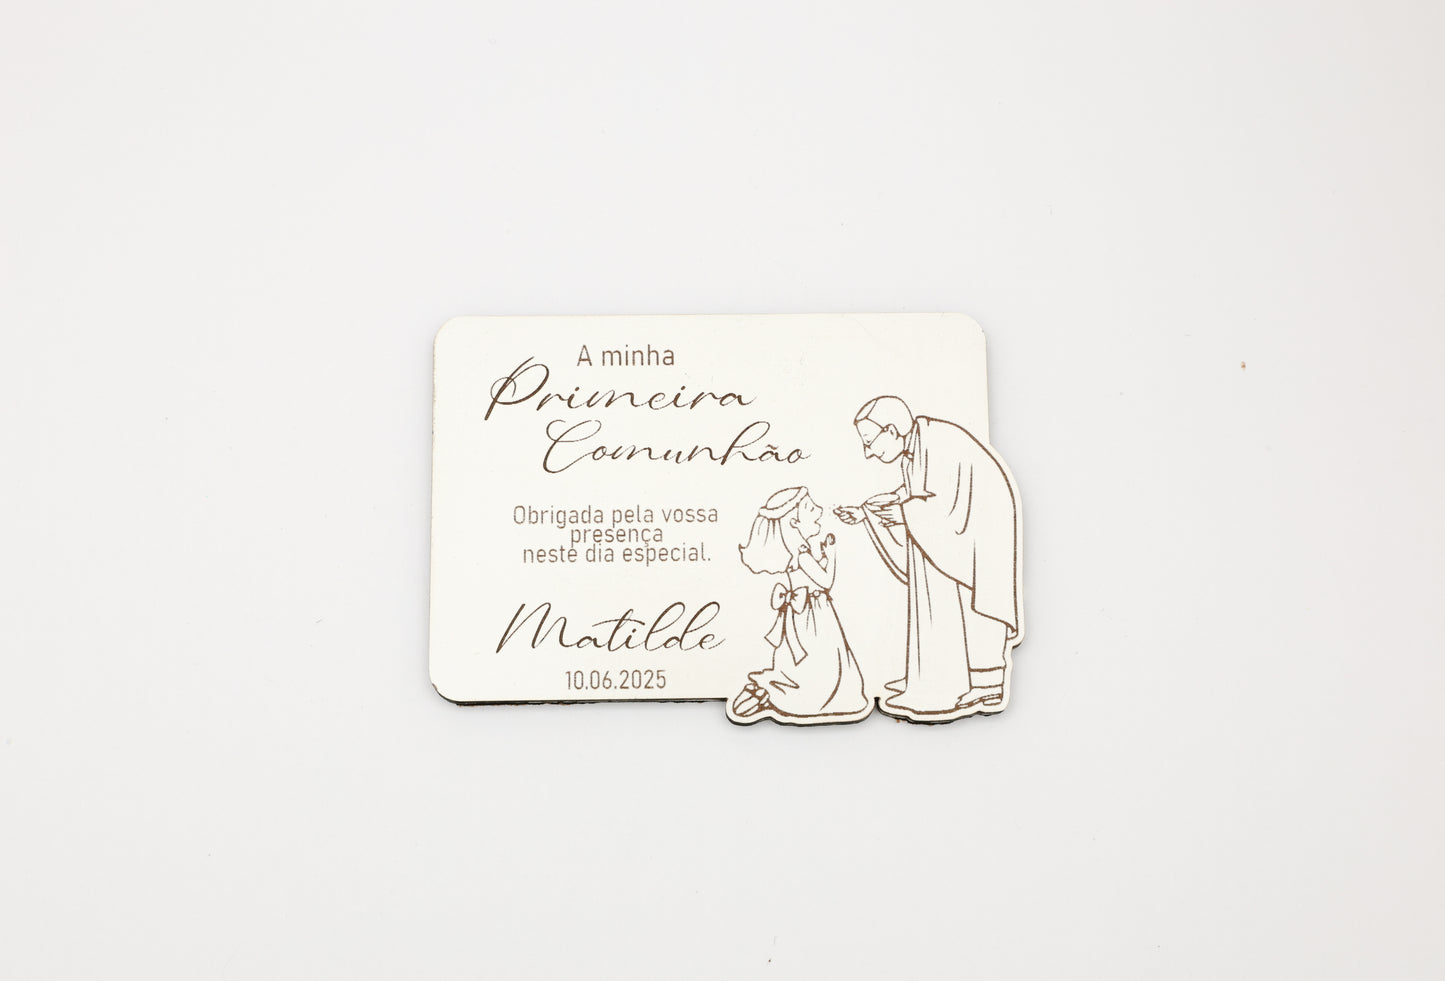 A minha
Primeira
Comunhão
Obrigada pela vossa
presença
neste dia especial.
Matilde
10.06.2025